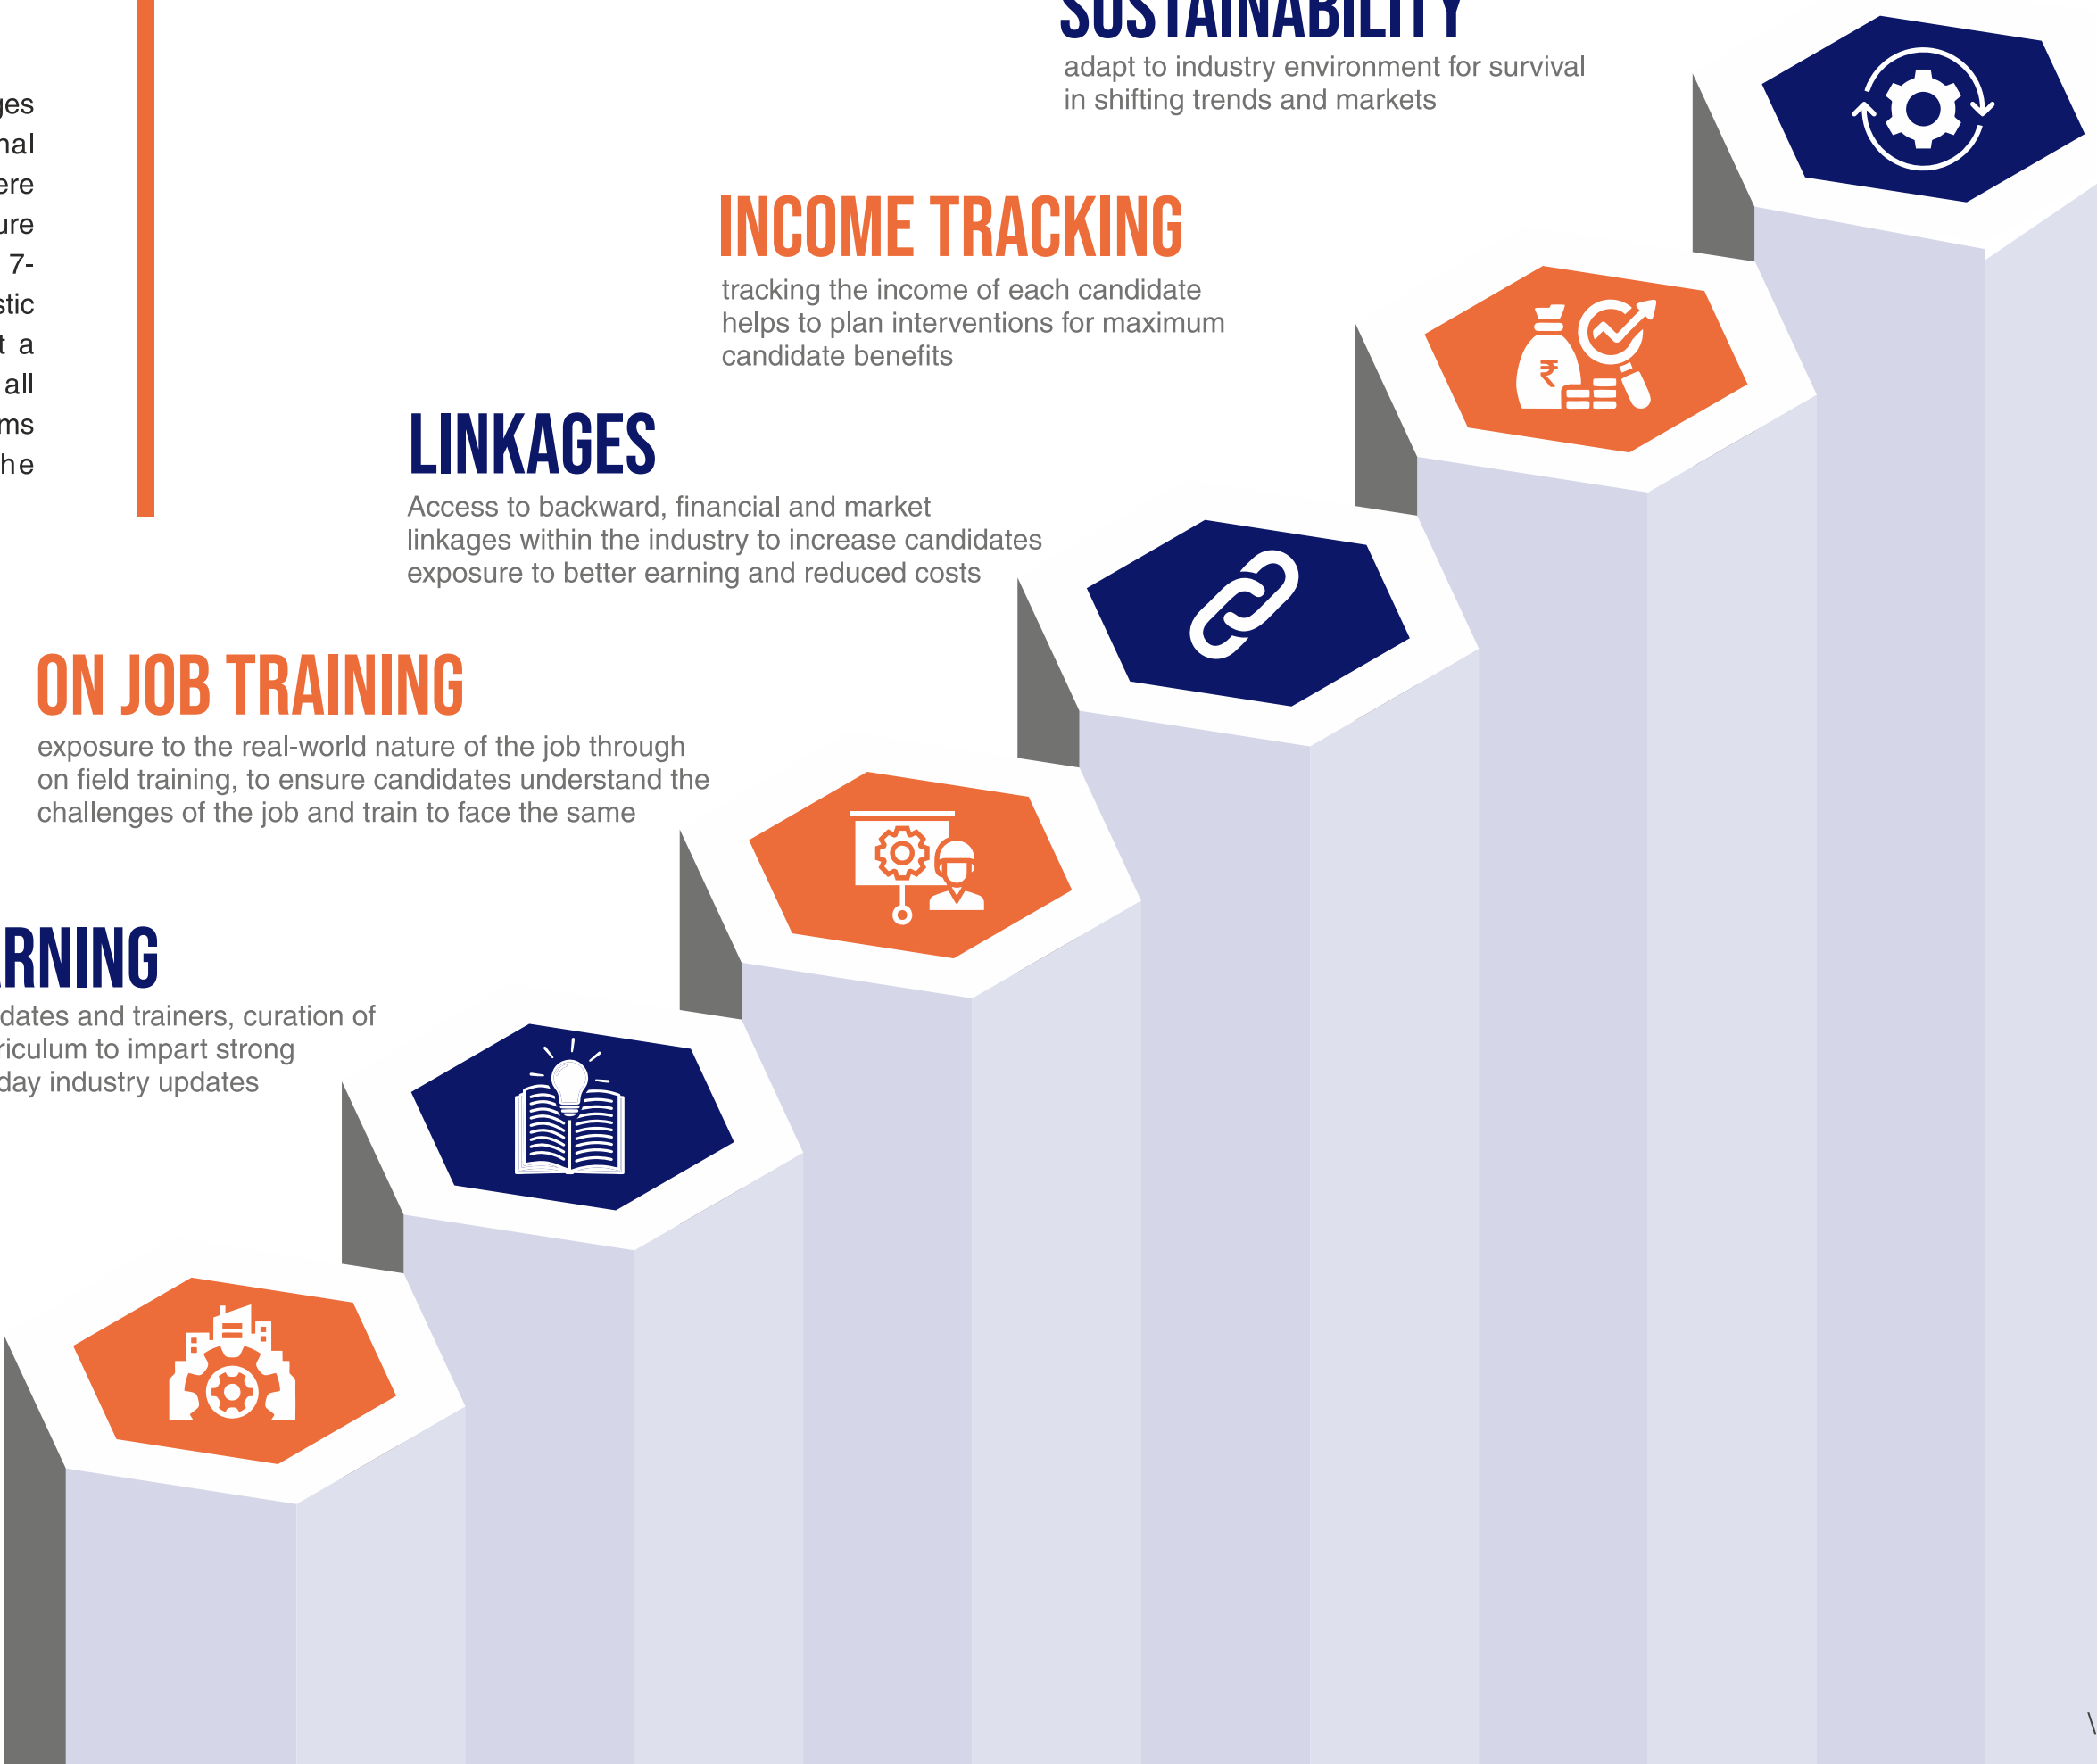 SUSTAINABILITY
adapt to industry environment for survival
in shifting trends and markets
7-
a
all
INCOME TRACKING
tracking the income of each candidate
helps to plan interventions for maximum
candidate benefits
LINKAGES
Access to backward, financial and market
linkages within the industry to increase candidates
exposure to better earning and reduced costs
ON JOB TRAINING
exposure to the real-world nature of the job through
on field training, to ensure candidates understand the
challenges of the job and train to face the same
and trainers, curation of
to impart strong
industry updates
₹